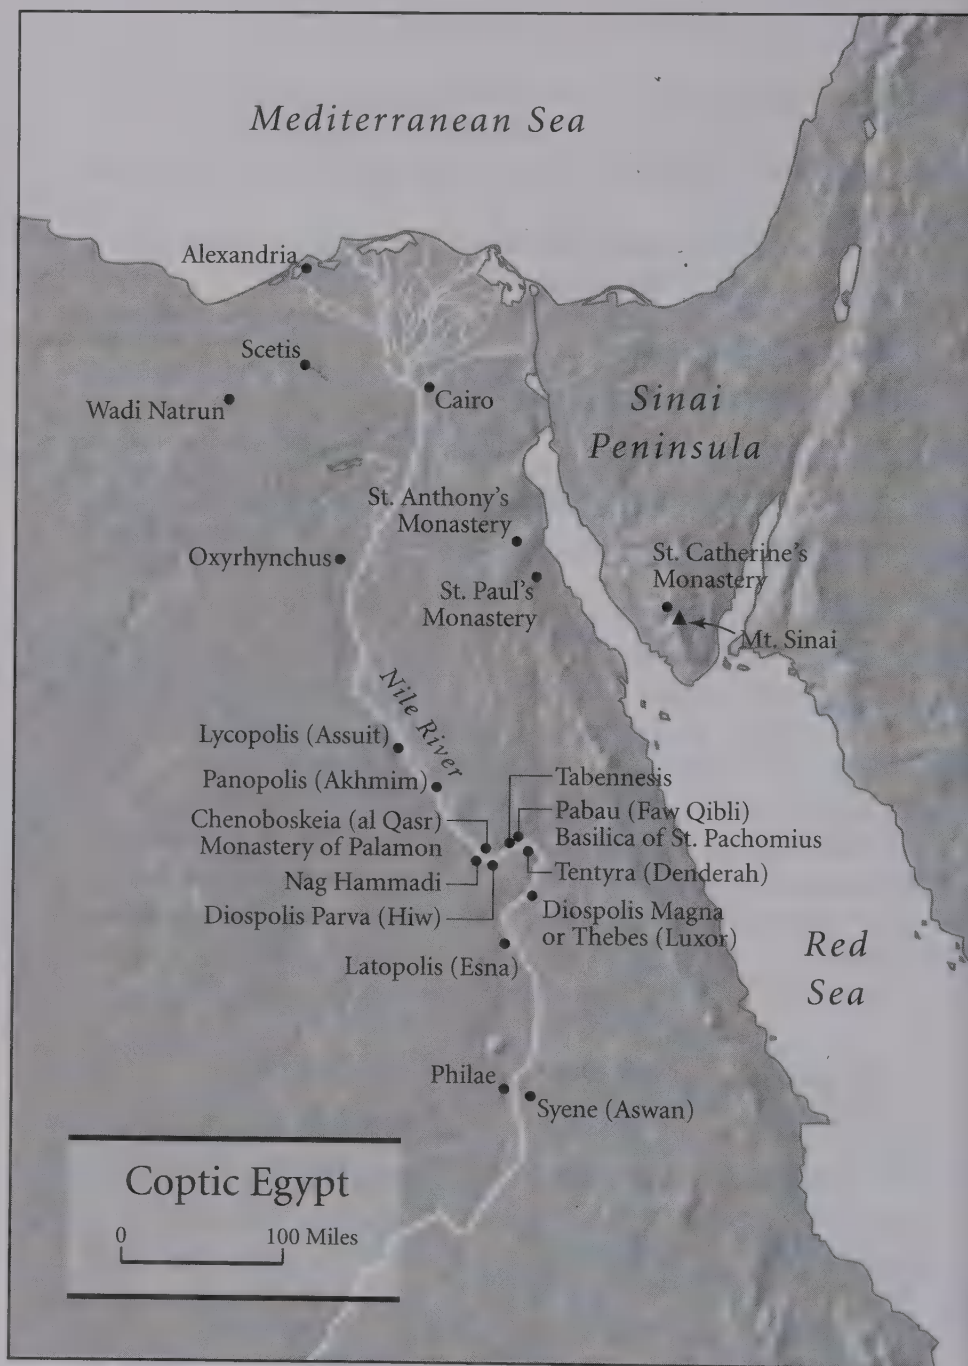 Mediterranean Sea
Alexandria
Scetis
Wadi Natrun
Cairo
Sinai
Peninsula
St. Anthony's
Monastery
Oxyrhynchus
St. Paul's
Monastery
St. Catherine's
Monastery
Mt. Sinai
Nile River
Lycopolis (Assuit)
Panopolis (Akhmim)
Chenoboskeia (al Qasr)
Monastery of Palamon
Nag Hammadi
Diospolis Parva (Hiw)
Tabennesis
Pabau (Faw Qibli)
Basilica of St. Pachomius
Tentyra (Denderah)
Diospolis Magna
or Thebes (Luxor)
Latopolis (Esna)
Red
Sea
Philae
Syene (Aswan)
Coptic Egypt
0 100 Miles